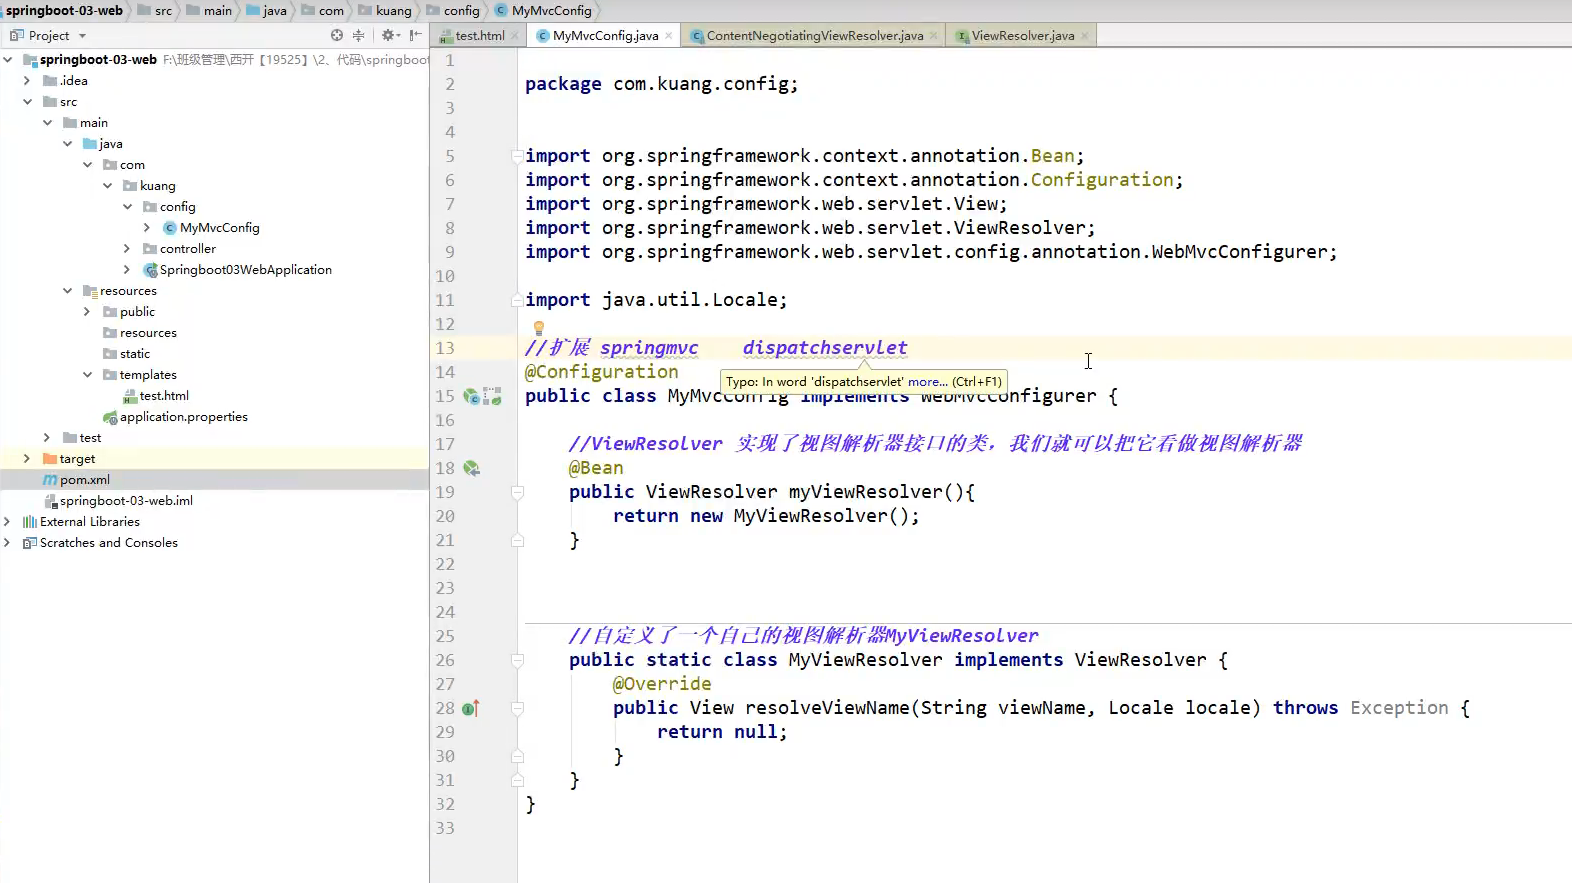 springboot-03-web src main java com kuang config MyMvcConfig
Project
test.html MyMvcConfig.java ContentNegotiatingViewResolver.java ViewResolver.java
springboot-03-web F:\班级管理\西开【19525】\2、代码\springboot
.idea
src
main
java
com
kuang
config
MyMvcConfig
controller
Springboot03WebApplication
resources
public
resources
static
templates
test.html
application.properties
test
target
pom.xml
springboot-03-web.iml
External Libraries
Scratches and Consoles
1
2 package com.kuang.config;
3
4
5 import org.springframework.context.annotation.Bean;
6 import org.springframework.context.annotation.Configuration;
7 import org.springframework.web.servlet.View;
8 import org.springframework.web.servlet.ViewResolver;
9 import org.springframework.web.servlet.config.annotation.WebMvcConfigurer;
10
11 import java.util.Locale;
12
13 //扩展 springmvc dispatchservlet
14 @Configuration
Typo: In word 'dispatchservlet' more... (Ctrl+F1)
15 public class MyMvcConfig implements WebMvcConfigurer {
16
17 //ViewResolver 实现了视图解析器接口的类，我们就可以把它看做视图解析器
18 @Bean
19 public ViewResolver myViewResolver(){
20 return new MyViewResolver();
21 }
22
23
24
25 //自定义了一个自己的视图解析器MyViewResolver
26 public static class MyViewResolver implements ViewResolver {
27 @Override
28 public View resolveViewName(String viewName, Locale locale) throws Exception {
29 return null;
30 }
31 }
32 }
33